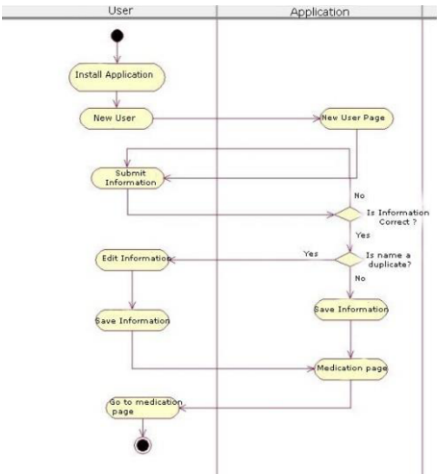 User
Application
Install Application
New User
New User Page
Submit
Information
No
Is Information
Correct ?
Yes
Edit Information
Yes
Is name a
duplicate?
No
Save Information
Save Information
Medication page
Go to medication
page